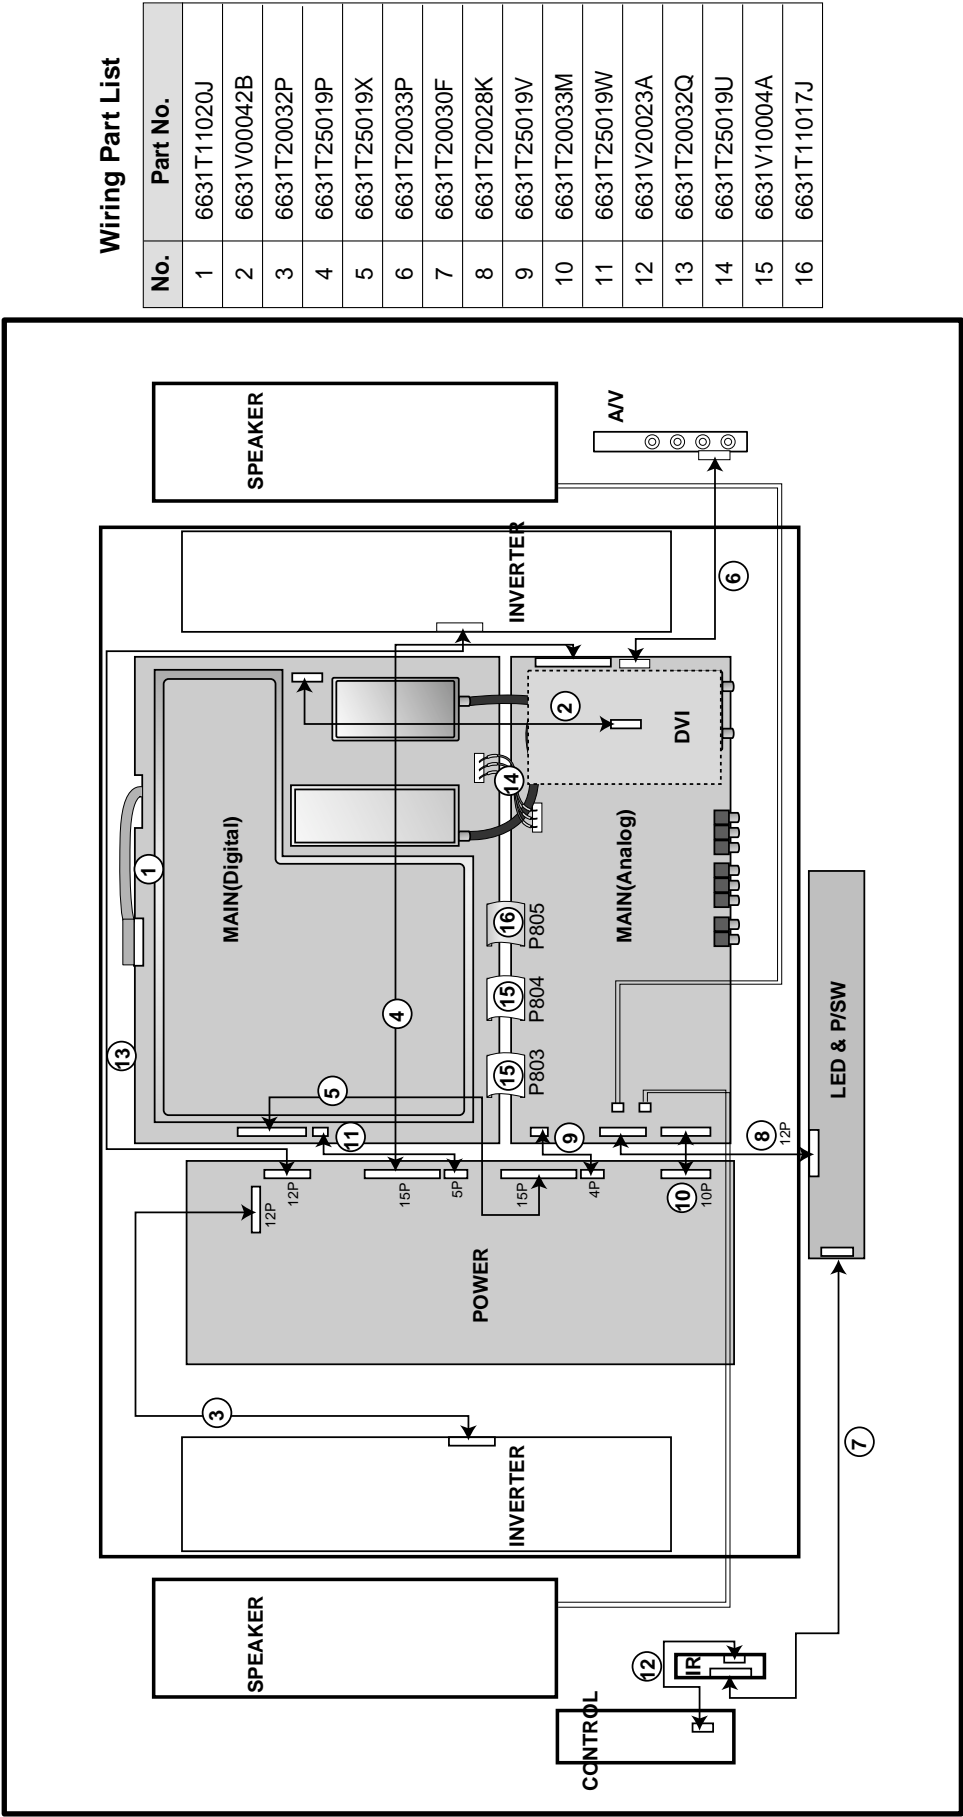 Wiring Part List
No. Part No.
1 6631T11020J
2 6631V00042B
3 6631T20032P
4 6631T25019P
5 6631T25019X
6 6631T20033P
7 6631T20030F
8 6631T20028K
9 6631T25019V
10 6631T20033M
11 6631T25019W
12 6631V20023A
13 6631T20032Q
14 6631T25019U
15 6631V10004A
16 6631T11017J
SPEAKER
SPEAKER
INVERTER
INVERTER
A/V
MAIN(Digital)
MAIN(Analog)
DVI
POWER
LED & P/SW
IR
CONTROL
1
2
3
4
5
6
7
8
9
10
11
12
13
14
15
15
16
P803
P804
P805
12P
12P
15P
5P
15P
4P
10P
12P